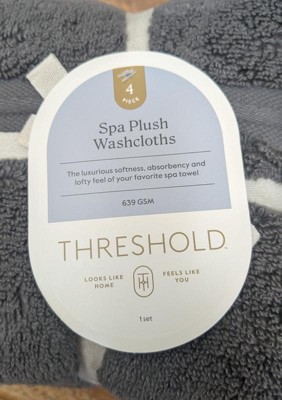 4
PIECE
Spa Plush
Washcloths
The luxurious softness, absorbency and
lofty feel of your favorite spa towel
639 GSM
THRESHOLD™
LOOKS LIKE
HOME
FEELS LIKE
YOU
1 set